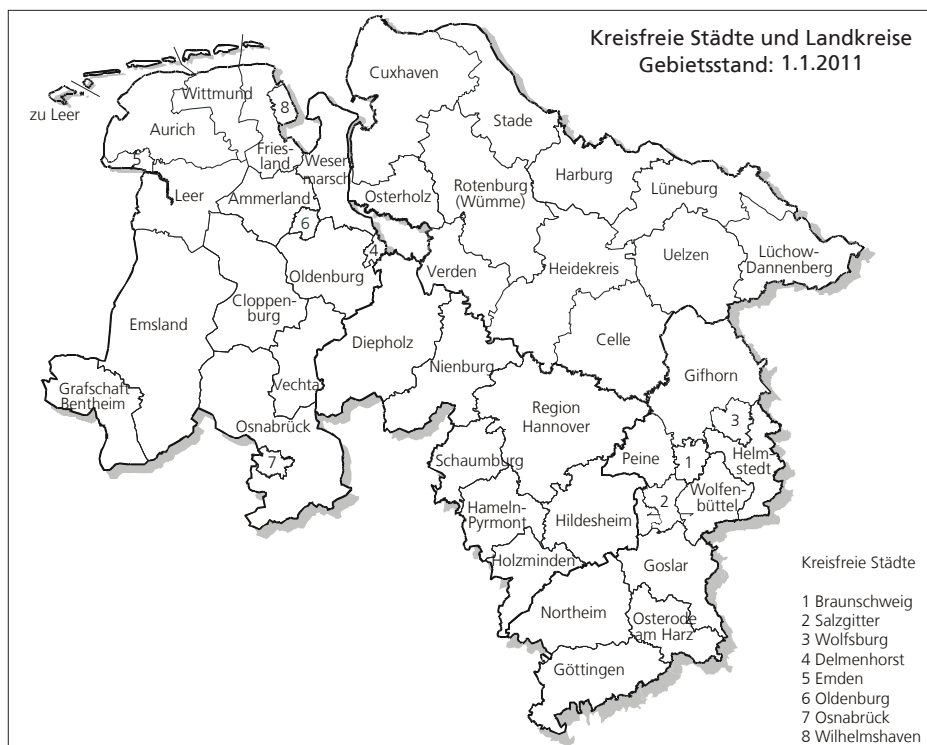 Kreisfreie Städte und Landkreise
Gebietsstand: 1.1.2011
zu Leer
Cuxhaven
Wittmund
8
Stade
Aurich
Fries-
land
Weser-
marsch
5
Harburg
Lüneburg
Leer
Ammerland
Osterholz
Rotenburg
(Wümme)
6
4
Oldenburg
Verden
Heidekreis
Uelzen
Lüchow-
Dannenberg
Emsland
Cloppen-
burg
Diepholz
Celle
Nienburg
Gifhorn
Grafschaft
Bentheim
Vechta
Region
Hannover
3
Osnabrück
7
Schaumburg
Peine
1
Helm-
stedt
2
Wolfen-
büttel
Hameln-
Pyrmont
Hildesheim
Holzminden
Goslar
Northeim
Osterode
am Harz
Göttingen
Kreisfreie Städte
1 Braunschweig
2 Salzgitter
3 Wolfsburg
4 Delmenhorst
5 Emden
6 Oldenburg
7 Osnabrück
8 Wilhelmshaven